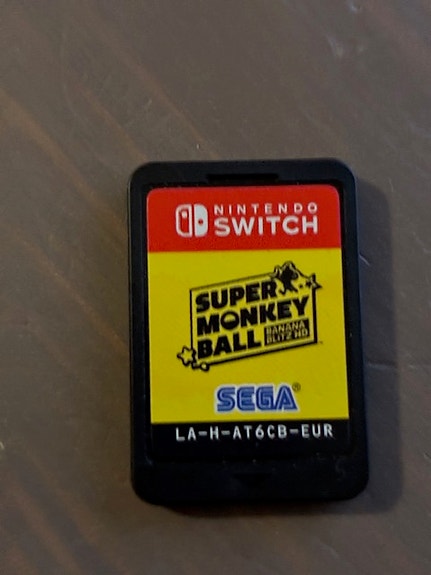 NINTENDO
SWITCH
SUPER
MONKEY
BALL BANANA
BLITZ HD
SEGA®
LA-H-AT6CB-EUR